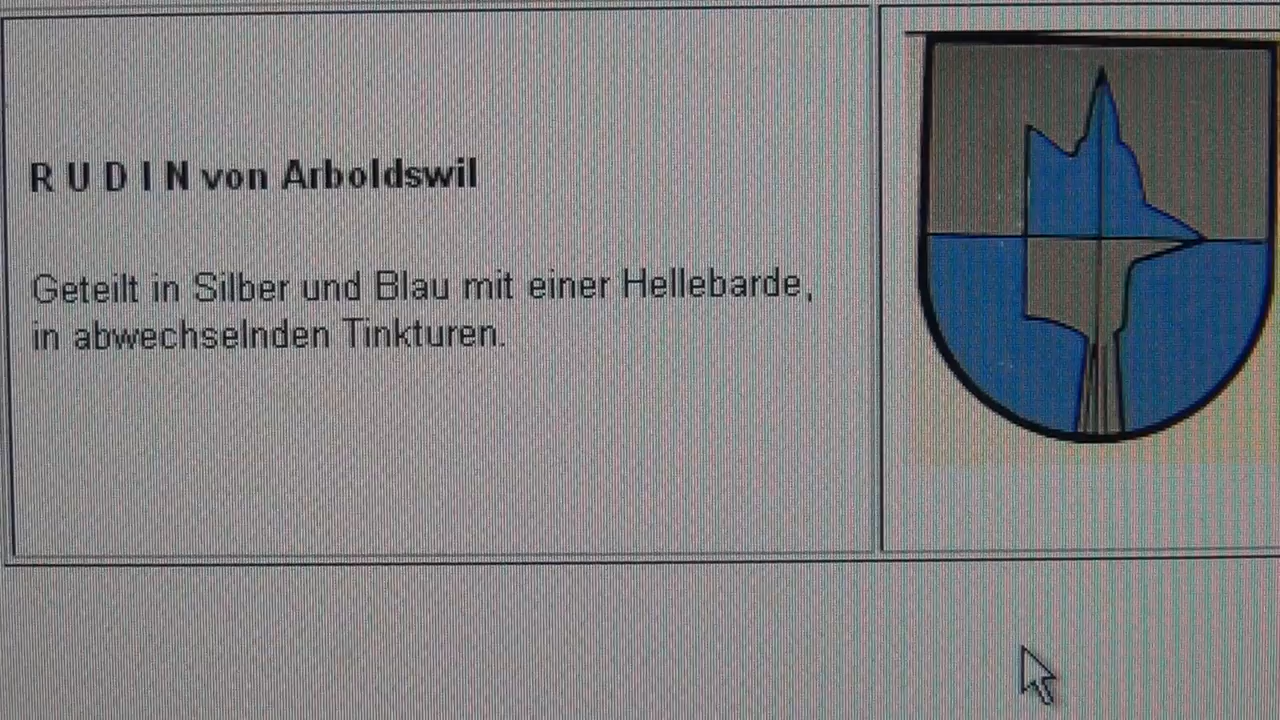 R U D I N von Arboldswil
Geteilt in Silber und Blau mit einer Hellebarde,
in abwechselnden Tinkturen.